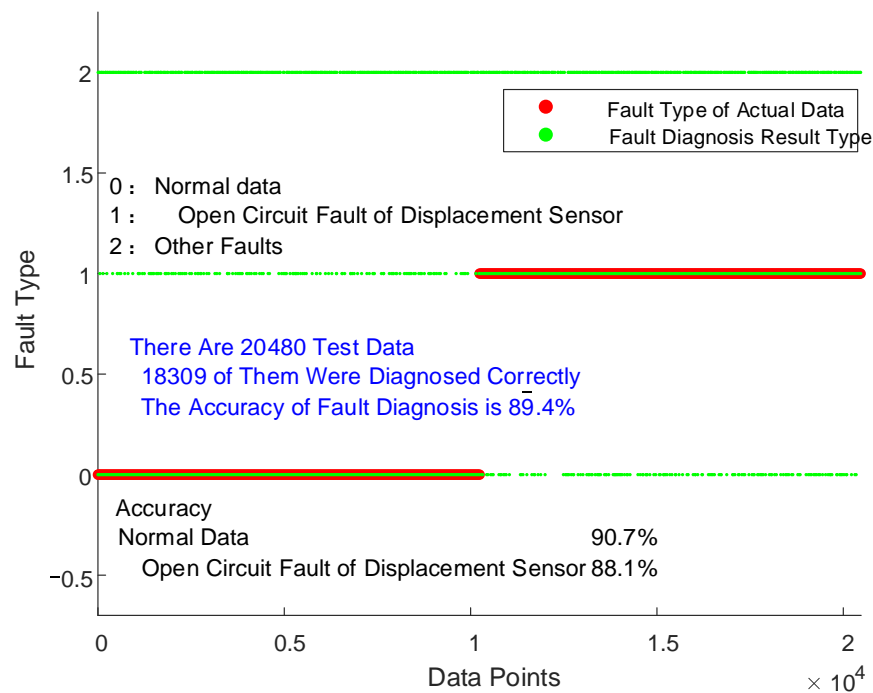 2
Fault Type of Actual Data
Fault Diagnosis Result Type
1.5
0： Normal data
1： Open Circuit Fault of Displacement Sensor
2： Other Faults
1
Fault Type
There Are 20480 Test Data
18309 of Them Were Diagnosed Correctly
0.5
The Accuracy of Fault Diagnosis is 89.4%
0
Accuracy
Normal Data 90.7%
Open Circuit Fault of Displacement Sensor 88.1%
−0.5
0 0.5 1 1.5 2
Data Points
× 10⁴